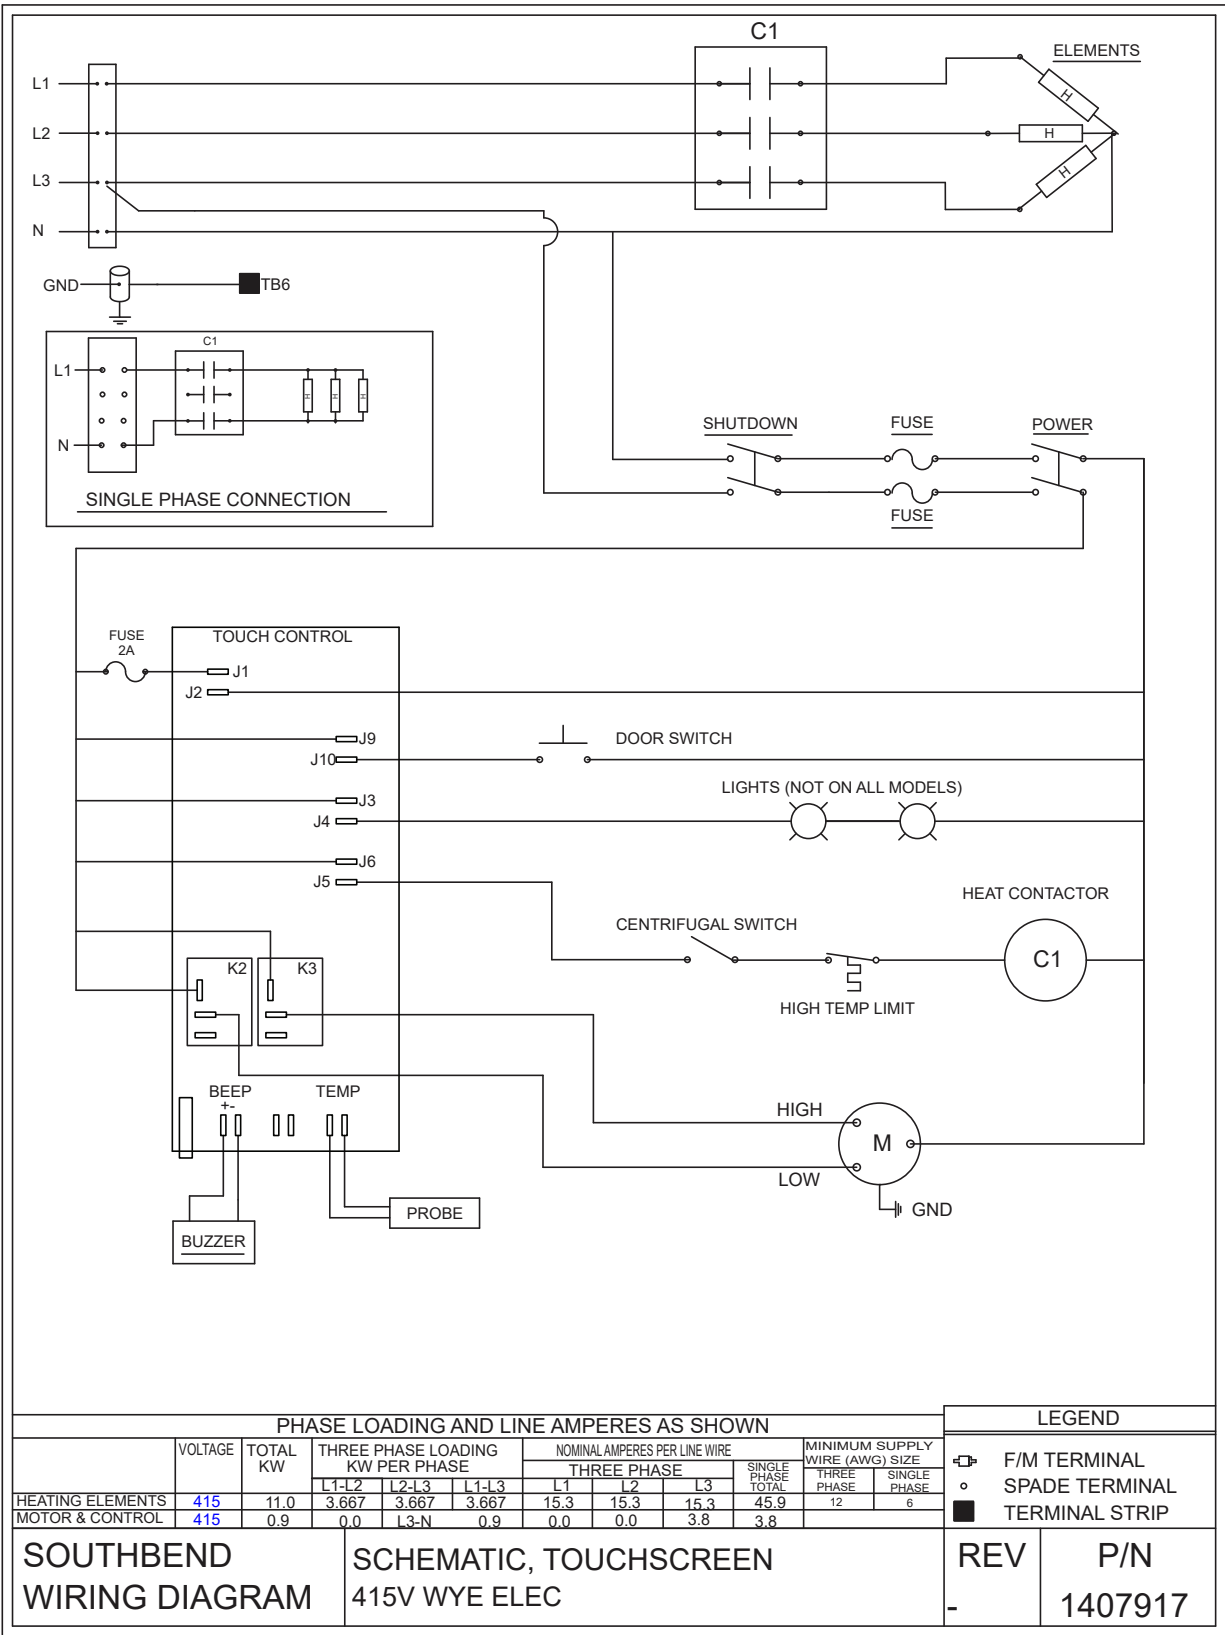 C1
ELEMENTS
L1
H
L2
H
L3
H
N
GND
TB6
C1
L1
H H H
N
SINGLE PHASE CONNECTION
SHUTDOWN
FUSE
POWER
FUSE
FUSE
2A
TOUCH CONTROL
J1
J2
J9
J10
DOOR SWITCH
J3
LIGHTS (NOT ON ALL MODELS)
J4
J6
J5
HEAT CONTACTOR
CENTRIFUGAL SWITCH
C1
HIGH TEMP LIMIT
K2 K3
BEEP
+-
TEMP
HIGH
M
LOW
GND
PROBE
BUZZER
PHASE LOADING AND LINE AMPERES AS SHOWN
VOLTAGE
TOTAL
KW
THREE PHASE LOADING
KW PER PHASE
NOMINAL AMPERES PER LINE WIRE
MINIMUM SUPPLY
WIRE (AWG) SIZE
THREE PHASE
SINGLE
PHASE
TOTAL
THREE
PHASE
SINGLE
PHASE
L1-L2 L2-L3 L1-L3 L1 L2 L3
HEATING ELEMENTS 415 11.0 3.667 3.667 3.667 15.3 15.3 15.3 45.9 12 6
MOTOR & CONTROL 415 0.9 0.0 L3-N 0.9 0.0 0.0 3.8 3.8
LEGEND
F/M TERMINAL
SPADE TERMINAL
TERMINAL STRIP
SOUTHBEND
WIRING DIAGRAM
SCHEMATIC, TOUCHSCREEN
415V WYE ELEC
REV
-
P/N
1407917